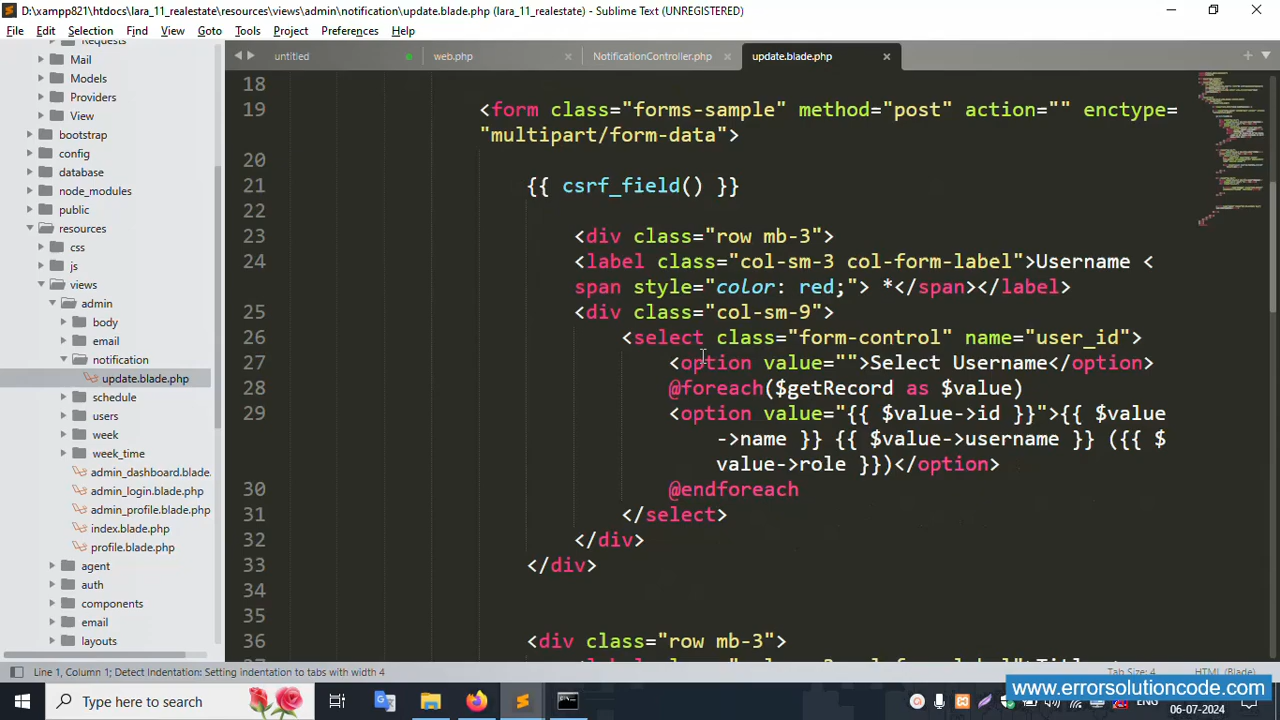 D:\xampp821\htdocs\lara_11_realestate\resources\views\admin\notification\update.blade.php (lara_11_realestate) - Sublime Text (UNREGISTERED)
File Edit Selection Find View Goto Tools Project Preferences Help
untitled web.php NotificationController.php update.blade.php
Requests
Mail
Models
Providers
View
bootstrap
config
database
node_modules
public
resources
css
js
views
admin
body
email
notification
update.blade.php
schedule
users
week
week_time
admin_dashboard.blade.
admin_login.blade.php
admin_profile.blade.php
index.blade.php
profile.blade.php
agent
auth
components
email
layouts
18
19 <form class="forms-sample" method="post" action="" enctype=
"multipart/form-data">
20
21 {{ csrf_field() }}
22
23 <div class="row mb-3">
24 <label class="col-sm-3 col-form-label">Username <
span style="color: red;"> *</span></label>
25 <div class="col-sm-9">
26 <select class="form-control" name="user_id">
27 <option value="">Select Username</option>
28 @foreach($getRecord as $value)
29 <option value="{{ $value->id }}">{{ $value
->name }} {{ $value->username }} ({{ $
value->role }})</option>
30 @endforeach
31 </select>
32 </div>
33 </div>
34
35
36 <div class="row mb-3">
Line 1, Column 1; Detect Indentation: Setting indentation to tabs with width 4 Tab Size: 4 HTML (Blade)
Type here to search
ENG
www.errorsolutioncode.com
06-07-2024